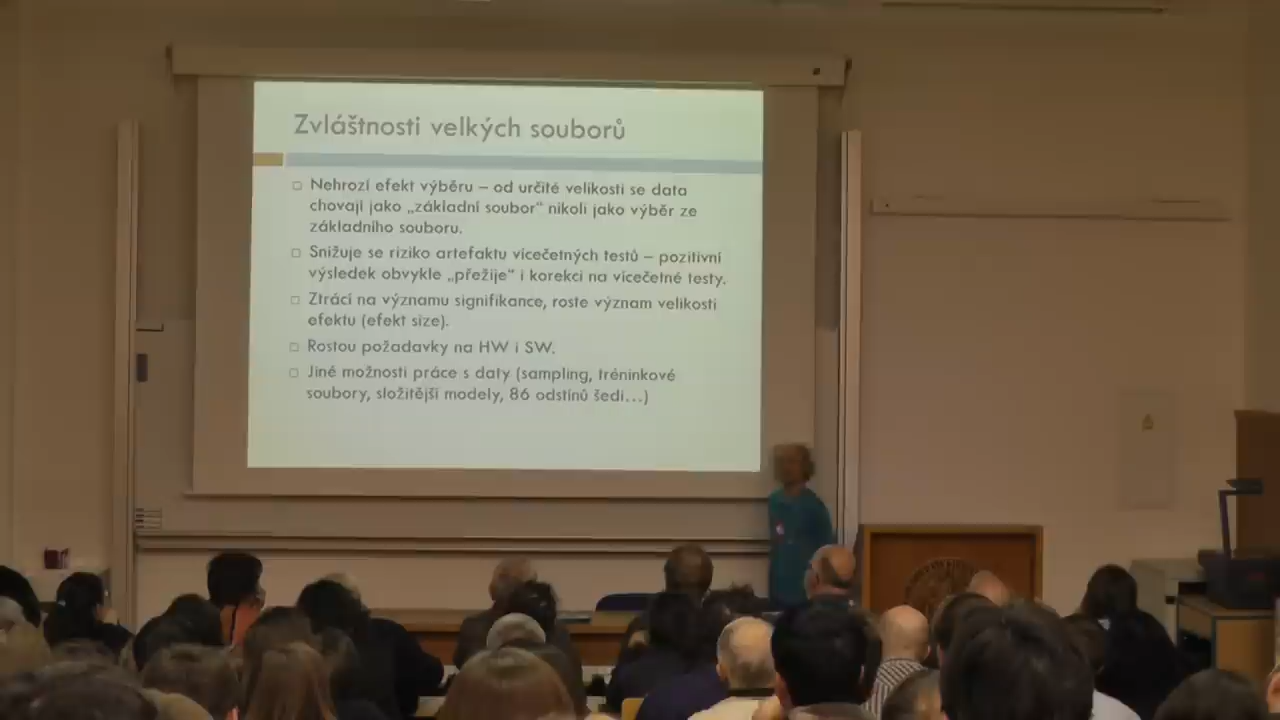 Zvláštnosti velkých souborů
□ Nehrozí efekt výběru – od určité velikosti se data
chovají jako „základní soubor" nikoli jako výběr ze
základního souboru.
□ Snižuje se riziko artefaktu vícečetných testů – pozitivní
výsledek obvykle „přežije" i korekci na vícečetné testy.
□ Ztrácí na významu signifikance, roste význam velikosti
efektu (efekt size).
□ Rostou požadavky na HW i SW.
□ Jiné možnosti práce s daty (sampling, tréninkové
soubory, složitější modely, 86 odstínů šedi...)